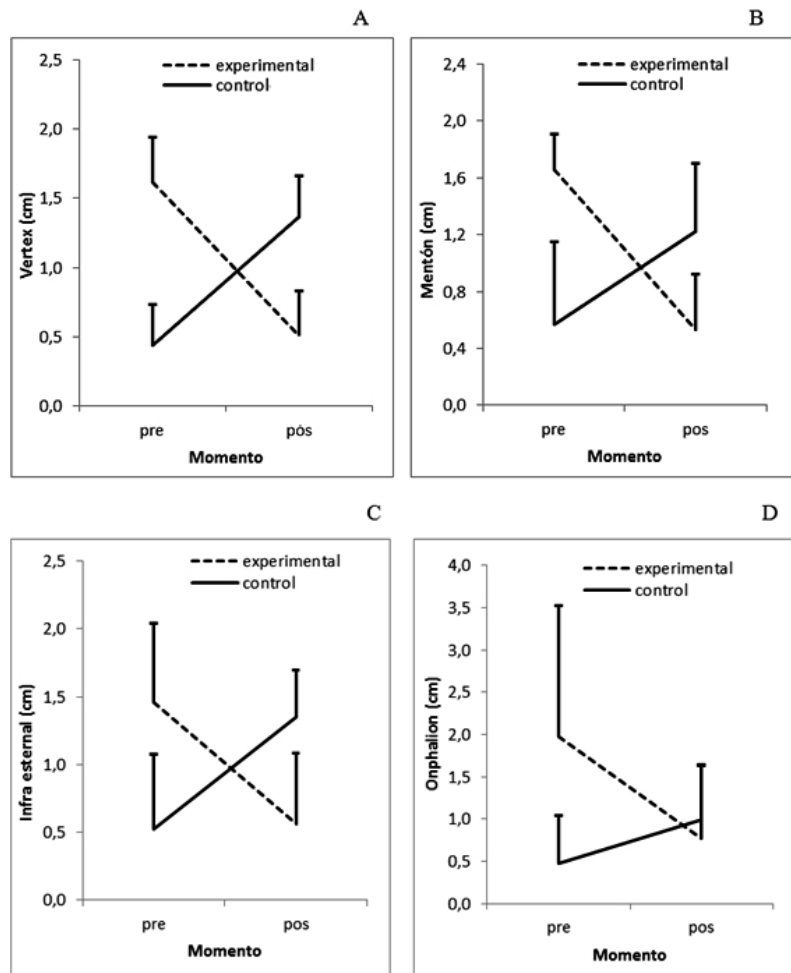 A
experimental
control
2,5
2,0
1,5
1,0
0,5
0,0
Vertex (cm)
pre
pós
Momento
B
experimental
control
2,4
2,0
1,6
1,2
0,8
0,4
0,0
Mentón (cm)
pre
pos
Momento
C
experimental
control
2,5
2,0
1,5
1,0
0,5
0,0
Infra esternal (cm)
pre
pos
Momento
D
experimental
control
4,0
3,5
3,0
2,5
2,0
1,5
1,0
0,5
0,0
Onphalion (cm)
pre
pos
Momento